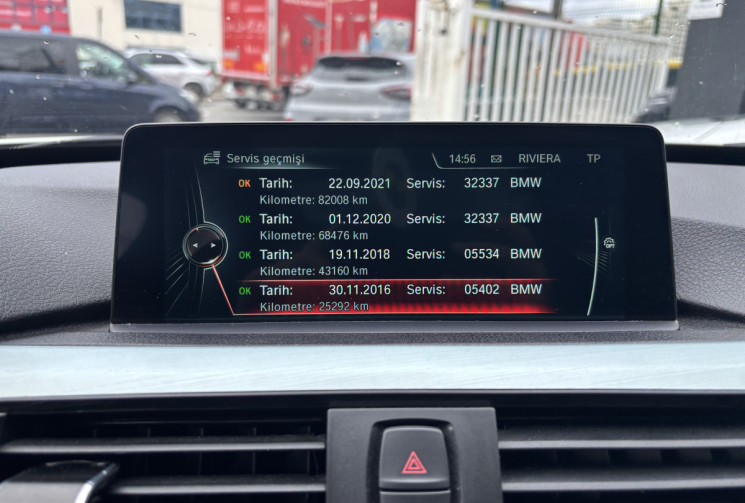 Servis geçmişi 14:56 RIVIERA TP
OK Tarih: 22.09.2021 Servis: 32337 BMW
Kilometre: 82008 km
OK Tarih: 01.12.2020 Servis: 32337 BMW
Kilometre: 68476 km
OK Tarih: 19.11.2018 Servis: 05534 BMW
Kilometre: 43160 km
OK Tarih: 30.11.2016 Servis: 05402 BMW
Kilometre: 25292 km